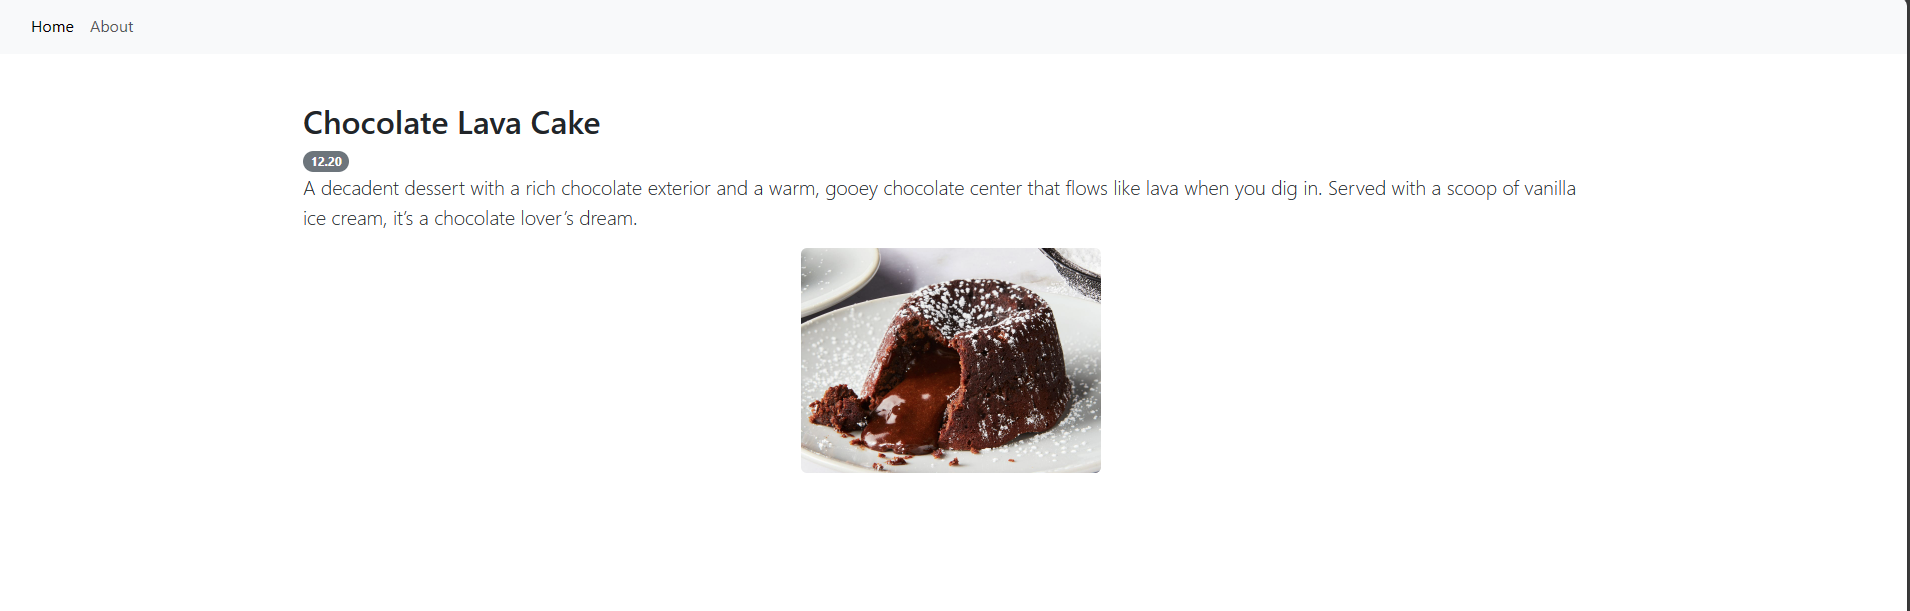 Home About
Chocolate Lava Cake
12.20
A decadent dessert with a rich chocolate exterior and a warm, gooey chocolate center that flows like lava when you dig in. Served with a scoop of vanilla
ice cream, it’s a chocolate lover’s dream.